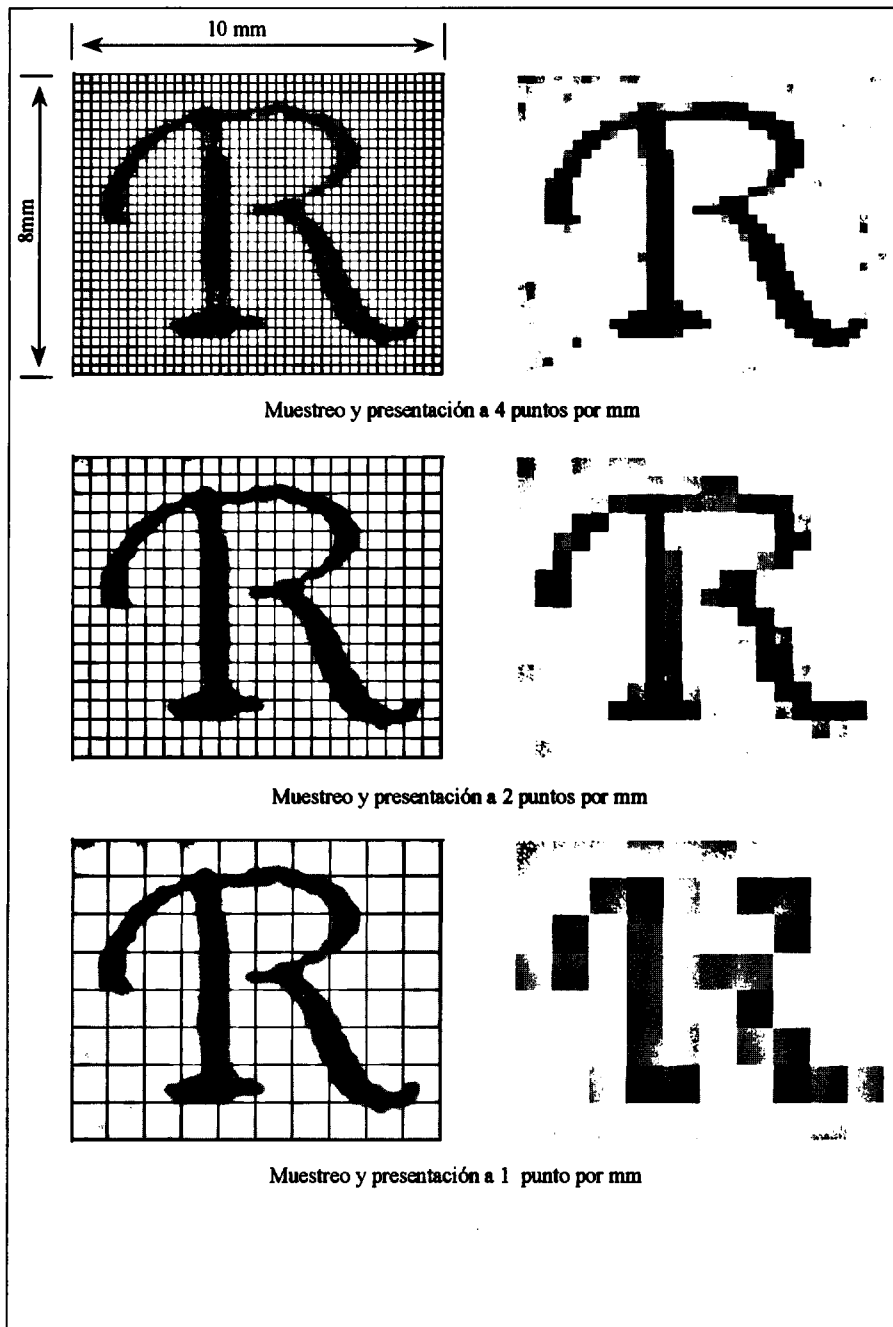 10 mm
8mm
R
Muestreo y presentación a 4 puntos por mm
R
Muestreo y presentación a 2 puntos por mm
R
Muestreo y presentación a 1 punto por mm